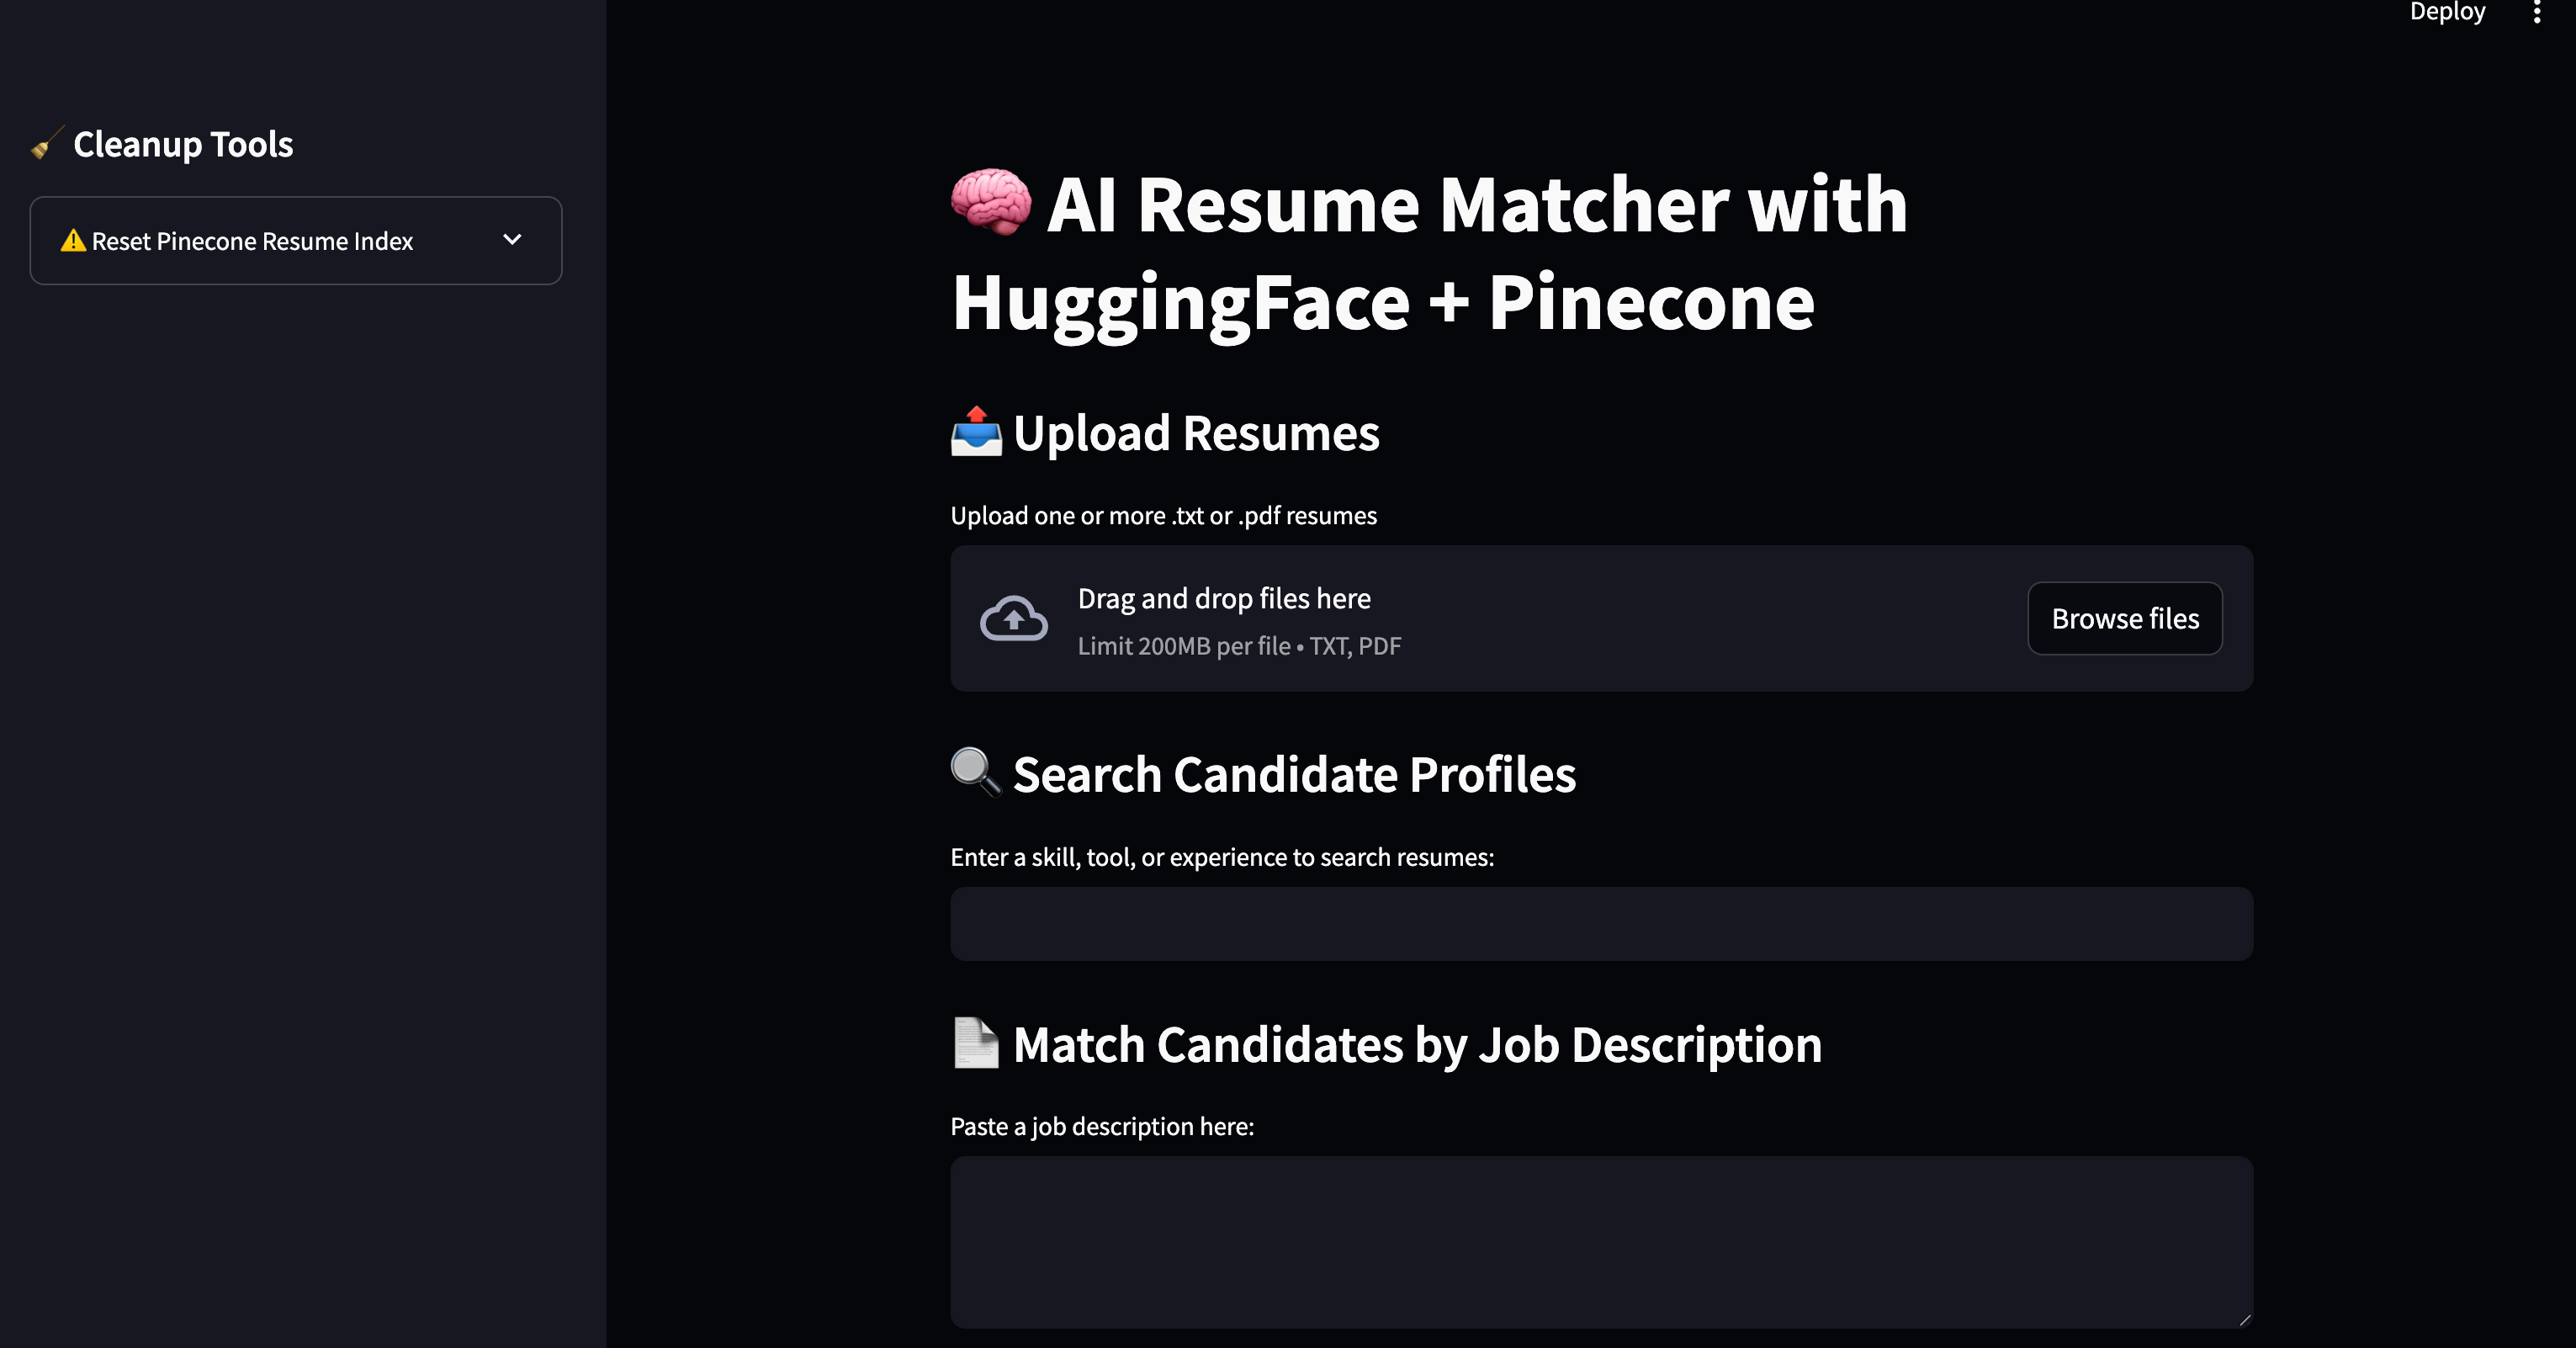 Deploy
🧹 Cleanup Tools
⚠️ Reset Pinecone Resume Index
🧠 AI Resume Matcher with
HuggingFace + Pinecone
📤 Upload Resumes
Upload one or more .txt or .pdf resumes
Drag and drop files here
Limit 200MB per file • TXT, PDF
Browse files
🔍 Search Candidate Profiles
Enter a skill, tool, or experience to search resumes:
📄 Match Candidates by Job Description
Paste a job description here: